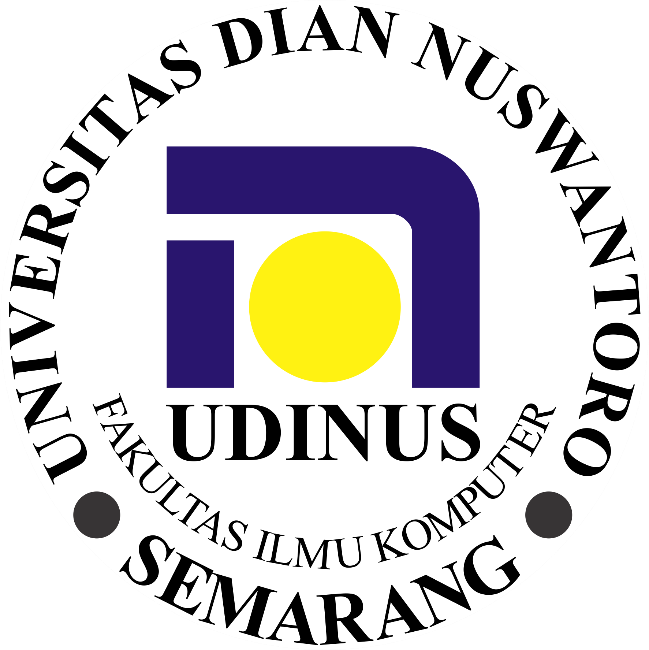 UNIVERSITAS DIAN NUSWANTORO
UDINUS
FAKULTAS ILMU KOMPUTER
SEMARANG